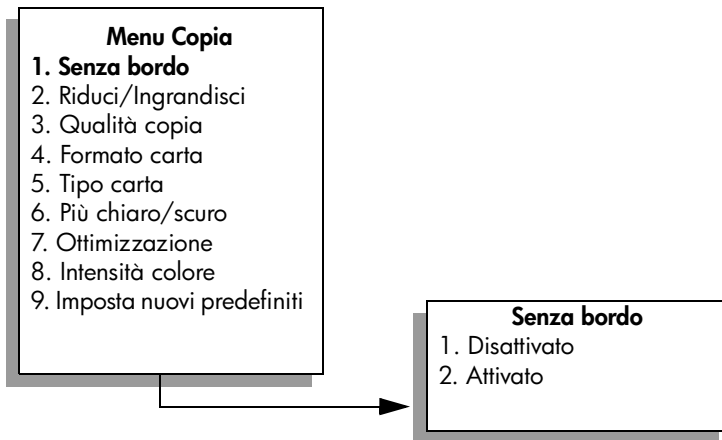 Menu Copia
1. Senza bordo
2. Riduci/Ingrandisci
3. Qualità copia
4. Formato carta
5. Tipo carta
6. Più chiaro/scuro
7. Ottimizzazione
8. Intensità colore
9. Imposta nuovi predefiniti
Senza bordo
1. Disattivato
2. Attivato